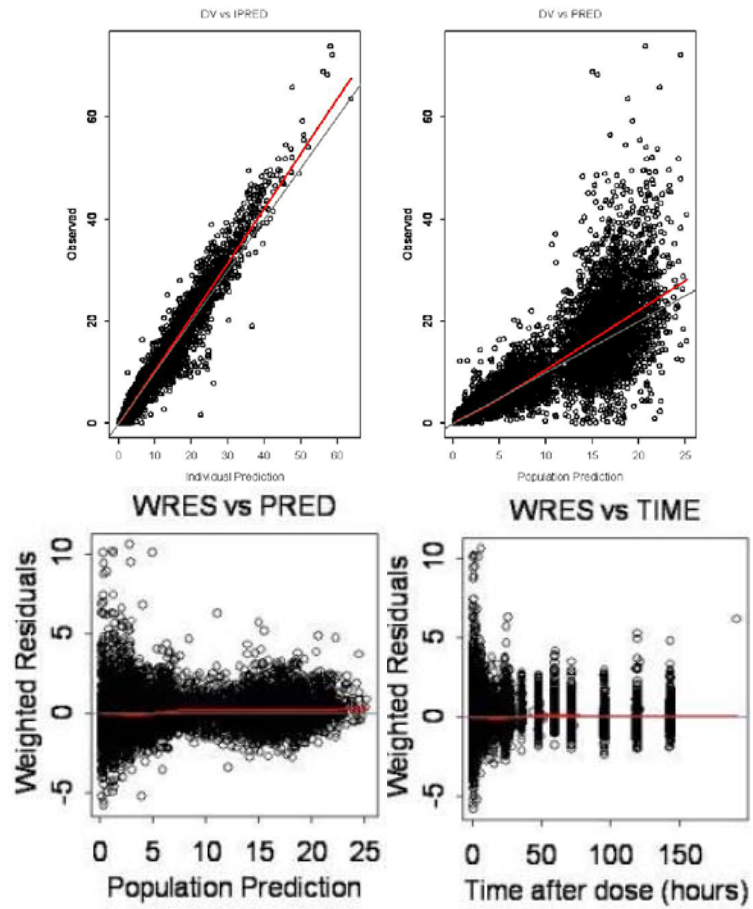 DV vs IPRED
DV vs PRED
60
40
20
0
Observed
0 10 20 30 40 50 60
Individual Prediction
60
40
20
0
Observed
0 5 10 15 20 25
Population Prediction
WRES vs PRED
WRES vs TIME
10
5
0
-5
Weighted Residuals
0 5 10 15 20 25
Population Prediction
10
5
0
-5
Weighted Residuals
0 50 100 150
Time after dose (hours)